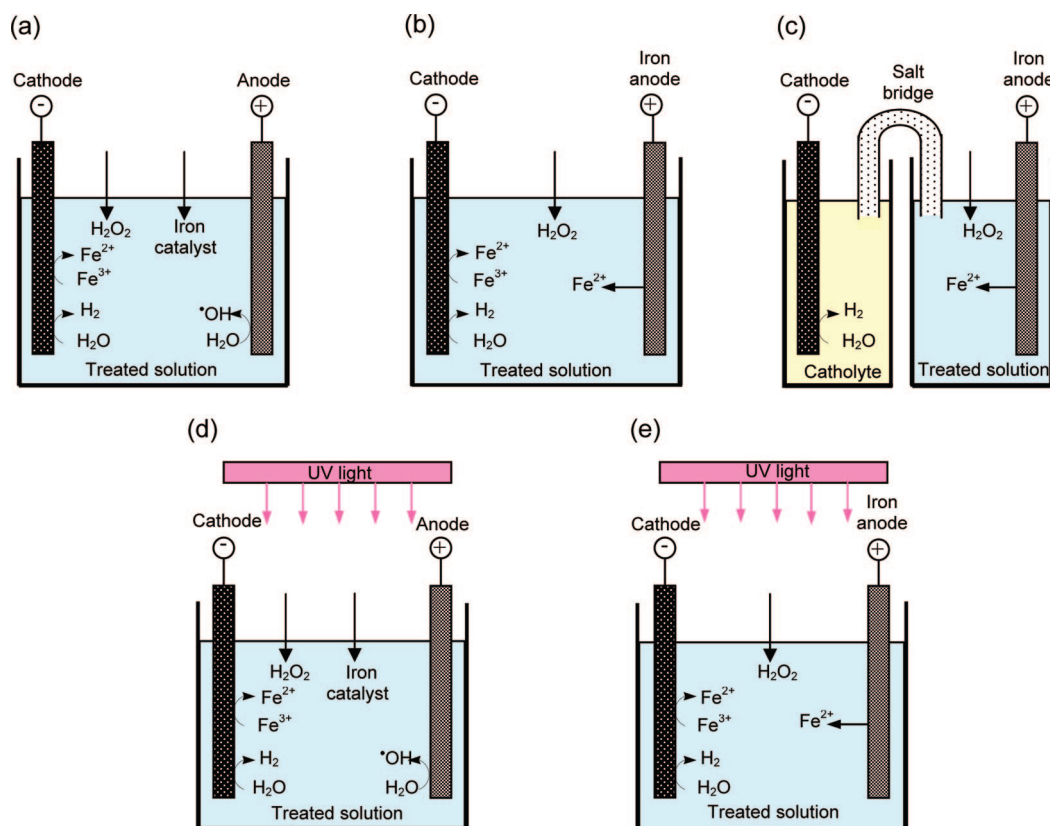 (a)
Cathode
-
Anode
+
H₂O₂
Iron
catalyst
Fe²⁺
Fe³⁺
H₂
H₂O
•OH
H₂O
Treated solution
(b)
Cathode
-
Iron
anode
+
H₂O₂
Fe²⁺
Fe³⁺
Fe²⁺
H₂
H₂O
Treated solution
(c)
Cathode
-
Salt
bridge
Iron
anode
+
H₂O₂
Fe²⁺
H₂
H₂O
Catholyte
Treated solution
(d)
UV light
Cathode
-
Anode
+
H₂O₂
Iron
catalyst
Fe²⁺
Fe³⁺
H₂
H₂O
•OH
H₂O
Treated solution
(e)
UV light
Cathode
-
Iron
anode
+
H₂O₂
Fe²⁺
Fe³⁺
Fe²⁺
H₂
H₂O
Treated solution